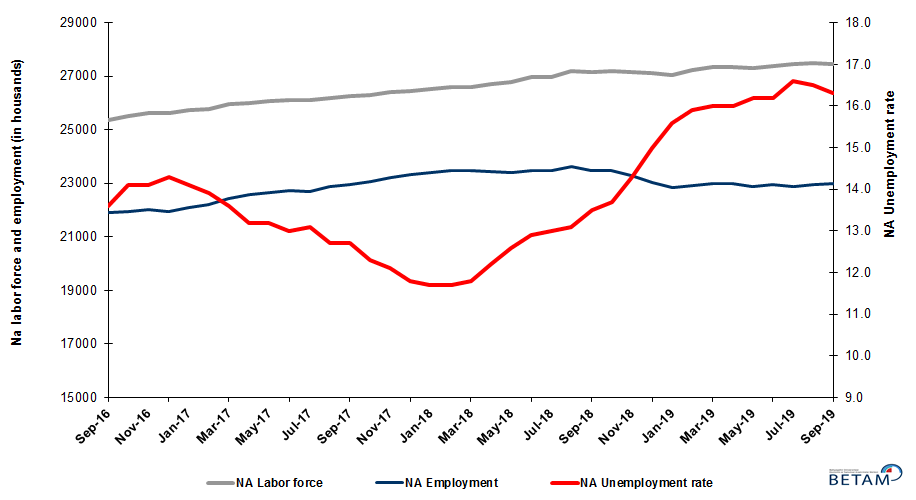 29000
27000
25000
23000
21000
19000
17000
15000
Na labor force and employment (in housands)
18.0
17.0
16.0
15.0
14.0
13.0
12.0
11.0
10.0
9.0
NA Unemployment rate
Sep-16
Nov-16
Jan-17
Mar-17
May-17
Jul-17
Sep-17
Nov-17
Jan-18
Mar-18
May-18
Jul-18
Sep-18
Nov-18
Jan-19
Mar-19
May-19
Jul-19
Sep-19
NA Labor force
NA Employment
NA Unemployment rate
BETAM